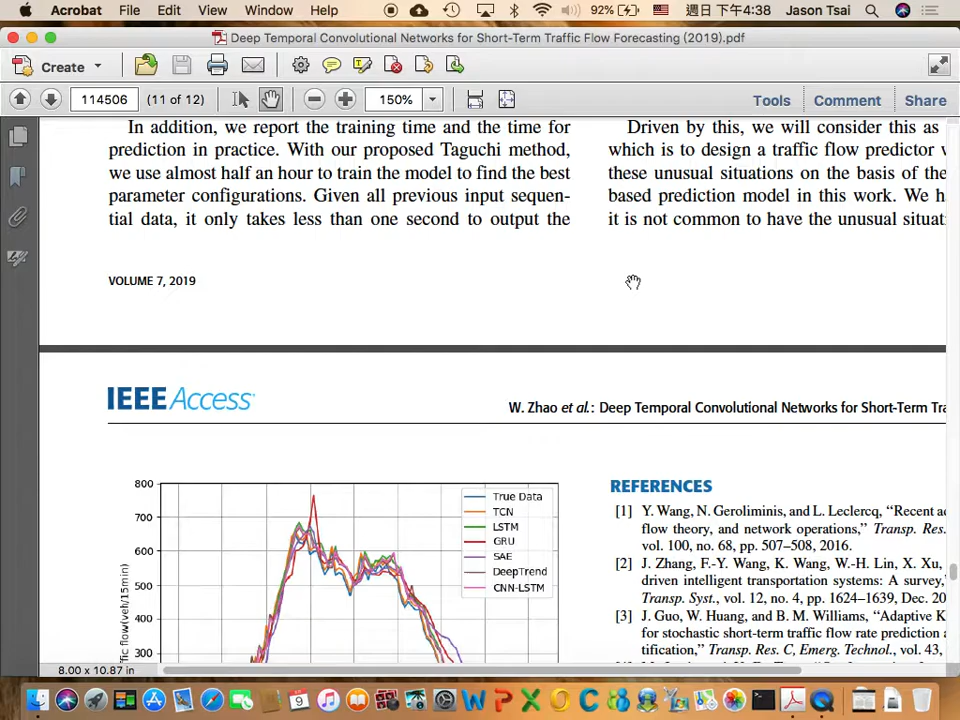 Acrobat File Edit View Window Help 92% 週日 下午4:38 Jason Tsai
Deep Temporal Convolutional Networks for Short-Term Traffic Flow Forecasting (2019).pdf
Create
114506 (11 of 12) 150% Tools Comment Share
In addition, we report the training time and the time for
prediction in practice. With our proposed Taguchi method,
we use almost half an hour to train the model to find the best
parameter configurations. Given all previous input sequen-
tial data, it only takes less than one second to output the
Driven by this, we will consider this as
which is to design a traffic flow predictor w
these unusual situations on the basis of the
based prediction model in this work. We h
it is not common to have the unusual situat
VOLUME 7, 2019
IEEE Access
W. Zhao et al.: Deep Temporal Convolutional Networks for Short-Term Tra
800
700
600
500
400
300
ffic flow(veh/15min)
True Data
TCN
LSTM
GRU
SAE
DeepTrend
CNN-LSTM
REFERENCES
[1] Y. Wang, N. Geroliminis, and L. Leclercq, “Recent ad
flow theory, and network operations,” Transp. Res.
vol. 100, no. 68, pp. 507–508, 2016.
[2] J. Zhang, F.-Y. Wang, K. Wang, W.-H. Lin, X. Xu,
driven intelligent transportation systems: A survey,”
Transp. Syst., vol. 12, no. 4, pp. 1624–1639, Dec. 20
[3] J. Guo, W. Huang, and B. M. Williams, “Adaptive K
for stochastic short-term traffic flow rate prediction a
tification,” Transp. Res. C, Emerg. Technol., vol. 43,
8.00 x 10.87 in